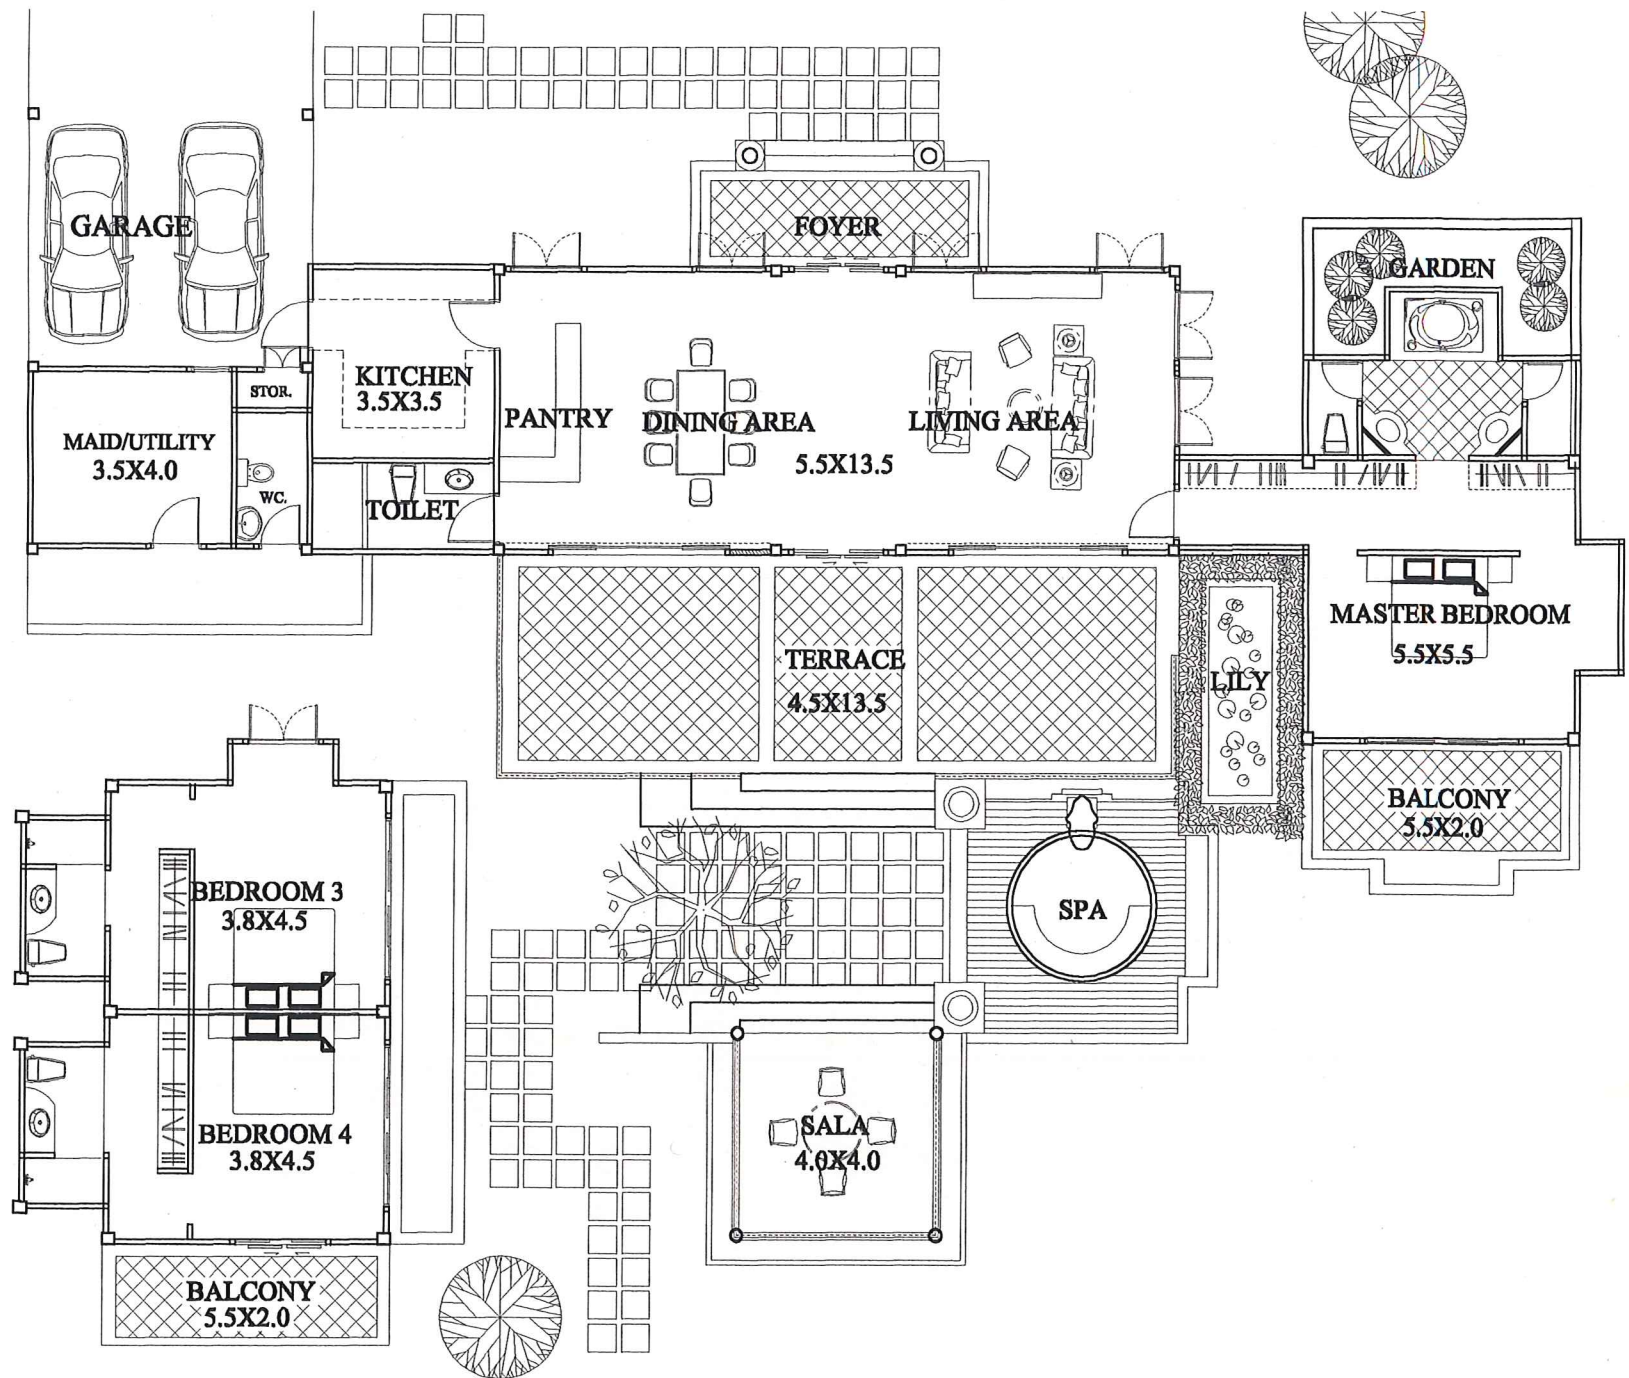 GARAGE
FOYER
GARDEN
KITCHEN
3.5X3.5
STOR.
PANTRY
DINING AREA
LIVING AREA
MAID/UTILITY
3.5X4.0
5.5X13.5
WC.
TOILET
MASTER BEDROOM
5.5X5.5
TERRACE
4.5X13.5
LILY
BALCONY
5.5X2.0
BEDROOM 3
3.8X4.5
SPA
BEDROOM 4
3.8X4.5
SALA
4.0X4.0
BALCONY
5.5X2.0